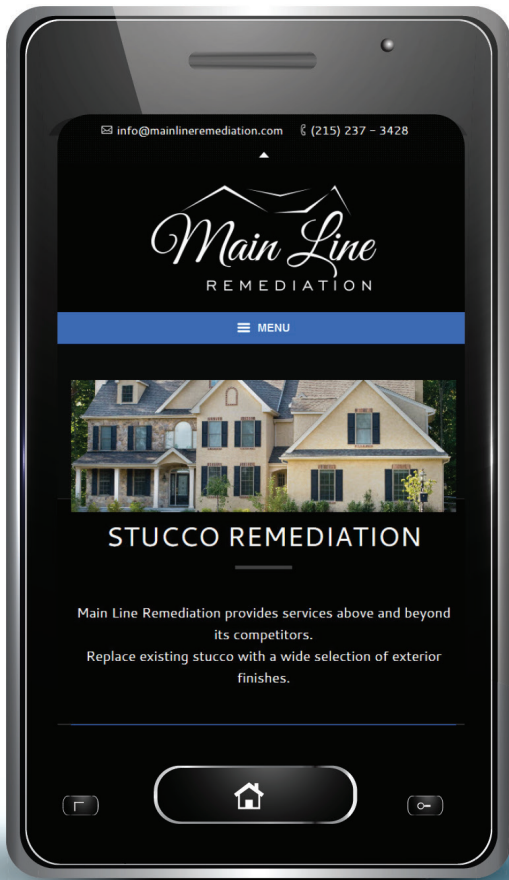 info@mainlineremediation.com (215) 237 - 3428
Main Line
REMEDIATION
MENU
STUCCO REMEDIATION
Main Line Remediation provides services above and beyond
its competitors.
Replace existing stucco with a wide selection of exterior
finishes.